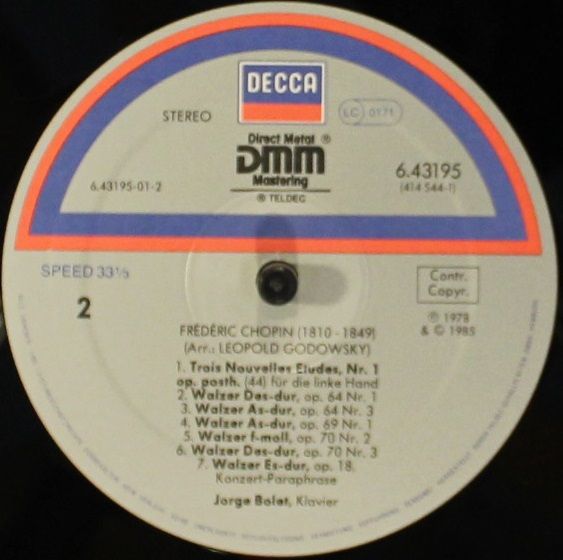 DECCA
STEREO
LC 0171
Direct Metal ®
DMM
Mastering
® TELDEC
6.43195-01-2
6.43195
(414 544-1)
SPEED 33⅓
2
Contr.
Copyr.
℗ 1978
& © 1985
FRÉDÉRIC CHOPIN (1810 - 1849)
(Arr.: LEOPOLD GODOWSKY)
1. Trois Nouvelles Etudes, Nr. 1
op. posth. (44) für die linke Hand
2. Walzer Des-dur, op. 64 Nr. 1
3. Walzer As-dur, op. 64 Nr. 3
4. Walzer As-dur, op. 69 Nr. 1
5. Walzer f-moll, op. 70 Nr. 2
6. Walzer Des-dur, op. 70 Nr. 3
7. Walzer Es-dur, op. 18,
Konzert-Paraphrase
Jorge Bolet, Klavier